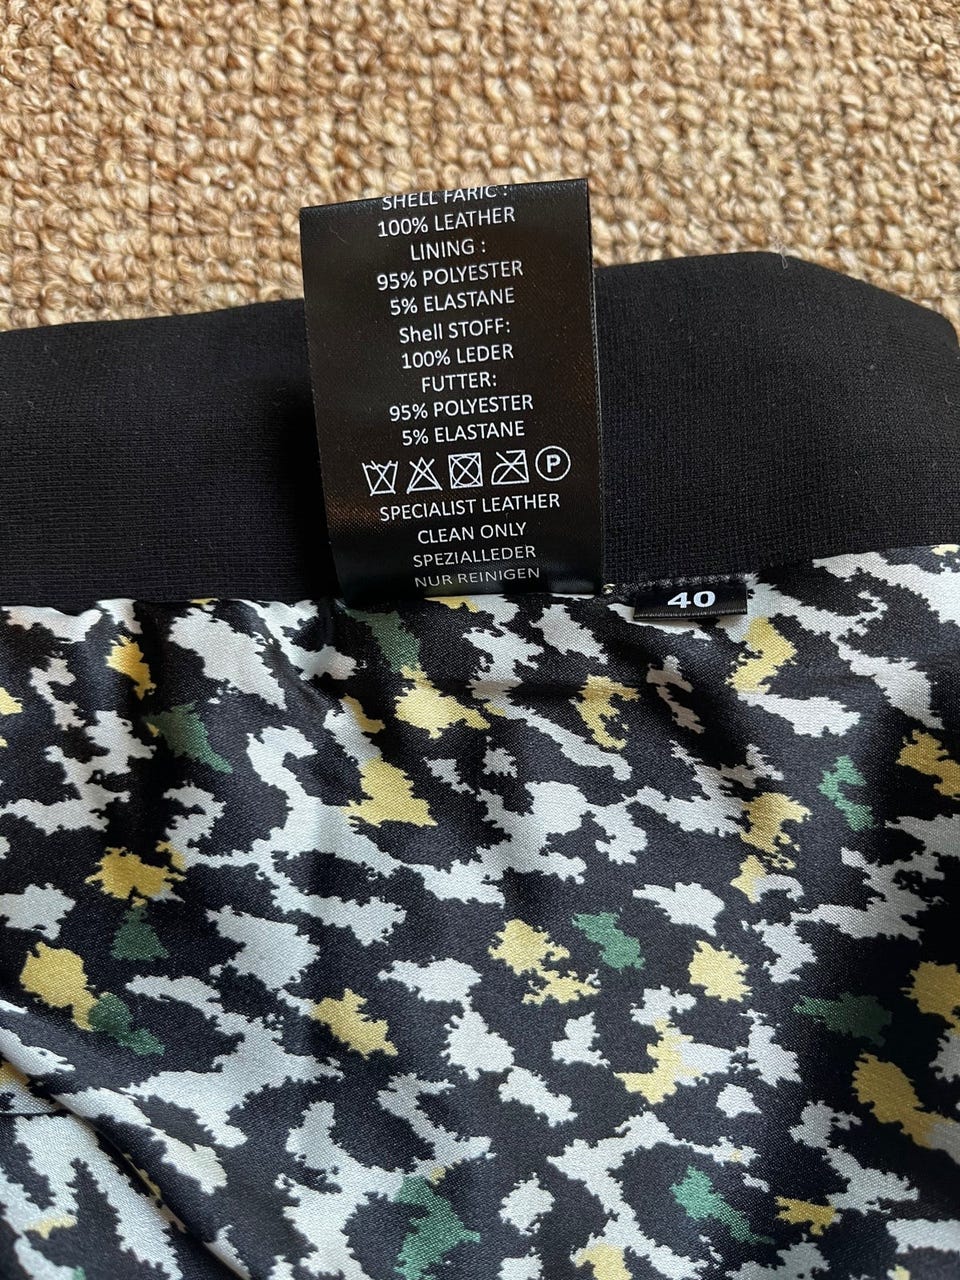 SHELL FARIC :
100% LEATHER
LINING :
95% POLYESTER
5% ELASTANE
Shell STOFF:
100% LEDER
FUTTER:
95% POLYESTER
5% ELASTANE
P
SPECIALIST LEATHER
CLEAN ONLY
SPEZIALLEDER
NUR REINIGEN
40